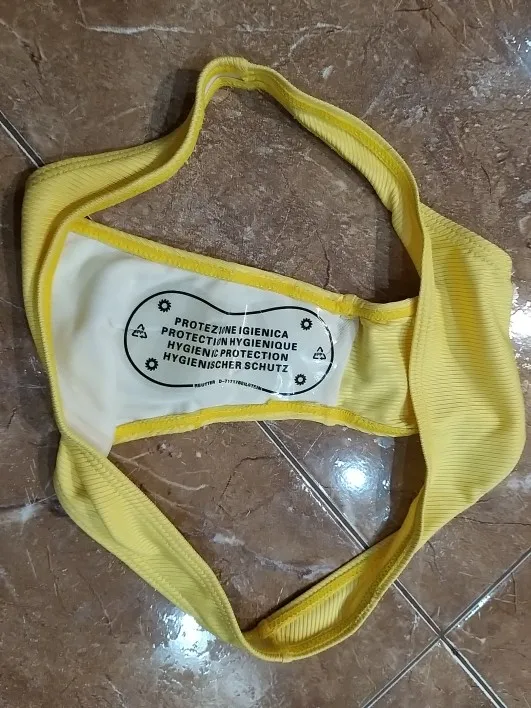 PROTEZIONE IGIENICA
PROTECTION HYGIENIQUE
HYGIENIC PROTECTION
HYGIENISCHER SCHUTZ